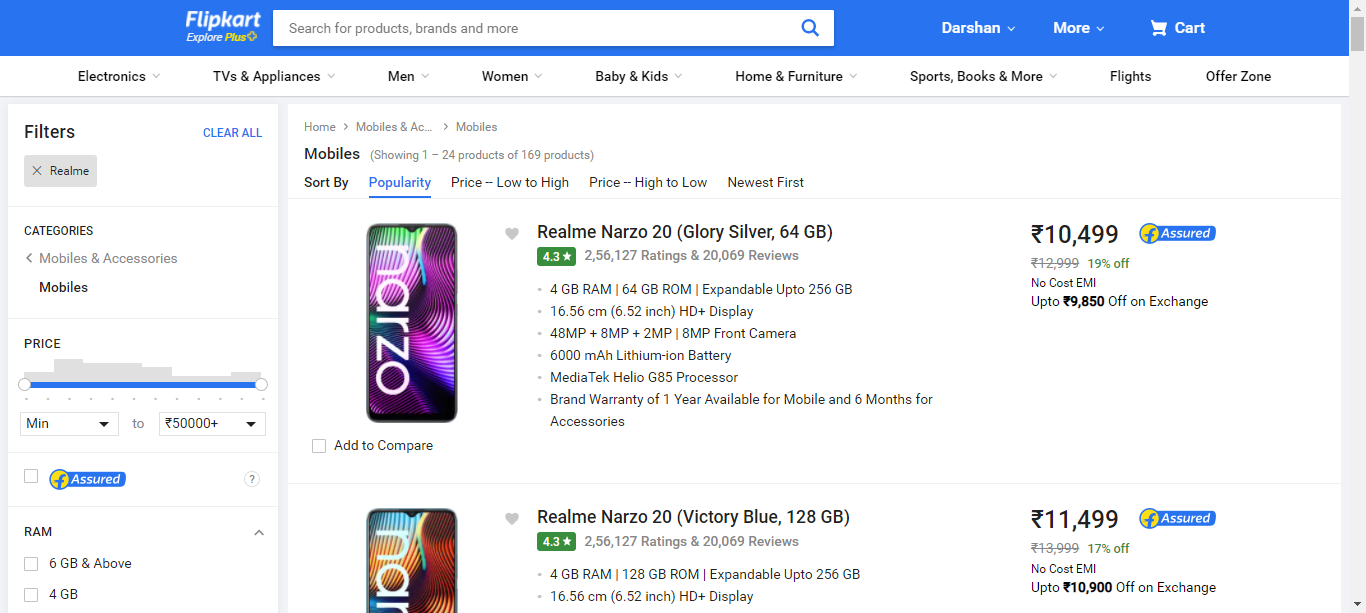 Flipkart
Explore Plus
Search for products, brands and more
Darshan
More
Cart
Electronics
TVs & Appliances
Men
Women
Baby & Kids
Home & Furniture
Sports, Books & More
Flights
Offer Zone
Filters
CLEAR ALL
Realme
CATEGORIES
Mobiles & Accessories
Mobiles
PRICE
Min
to
₹50000+
Assured
?
RAM
6 GB & Above
4 GB
Home > Mobiles & Ac... > Mobiles
Mobiles (Showing 1 – 24 products of 169 products)
Sort By Popularity Price -- Low to High Price -- High to Low Newest First
narzo
Add to Compare
Realme Narzo 20 (Glory Silver, 64 GB)
4.3★ 2,56,127 Ratings & 20,069 Reviews
4 GB RAM | 64 GB ROM | Expandable Upto 256 GB
16.56 cm (6.52 inch) HD+ Display
48MP + 8MP + 2MP | 8MP Front Camera
6000 mAh Lithium-ion Battery
MediaTek Helio G85 Processor
Brand Warranty of 1 Year Available for Mobile and 6 Months for
Accessories
₹10,499
Assured
₹12,999 19% off
No Cost EMI
Upto ₹9,850 Off on Exchange
Realme Narzo 20 (Victory Blue, 128 GB)
4.3★ 2,56,127 Ratings & 20,069 Reviews
4 GB RAM | 128 GB ROM | Expandable Upto 256 GB
16.56 cm (6.52 inch) HD+ Display
₹11,499
Assured
₹13,999 17% off
No Cost EMI
Upto ₹10,900 Off on Exchange